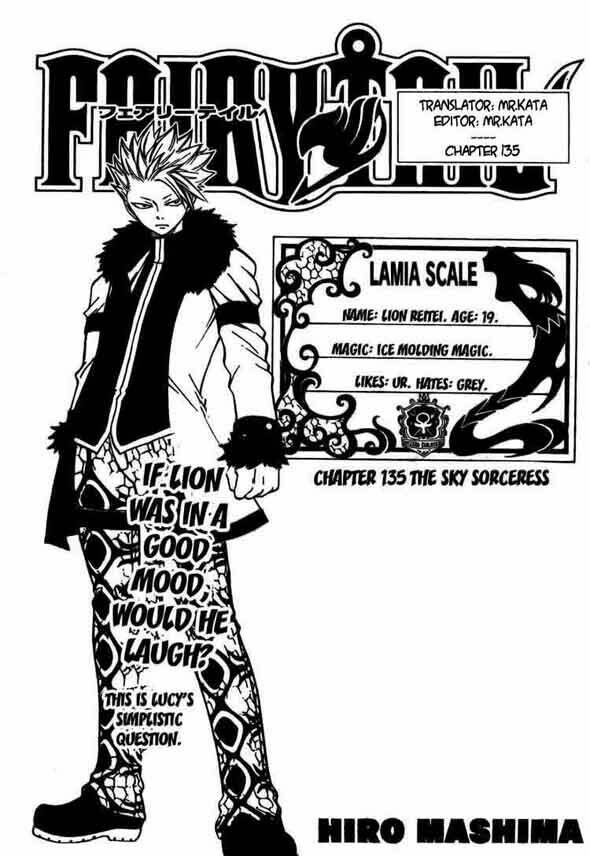 FAIRY TAIL
フェアリーテイル
TRANSLATOR: MR.KATA
EDITOR: MR.KATA
----
CHAPTER 135
LAMIA SCALE
NAME: LION REITEI. AGE: 19.
MAGIC: ICE MOLDING MAGIC.
LIKES: UR. HATES: GREY.
CHAPTER 135 THE SKY SORCERESS
IF LION
WAS IN A
GOOD
MOOD,
WOULD HE
LAUGH?
THIS IS LUCY'S
SIMPLISTIC
QUESTION.
HIRO MASHIMA